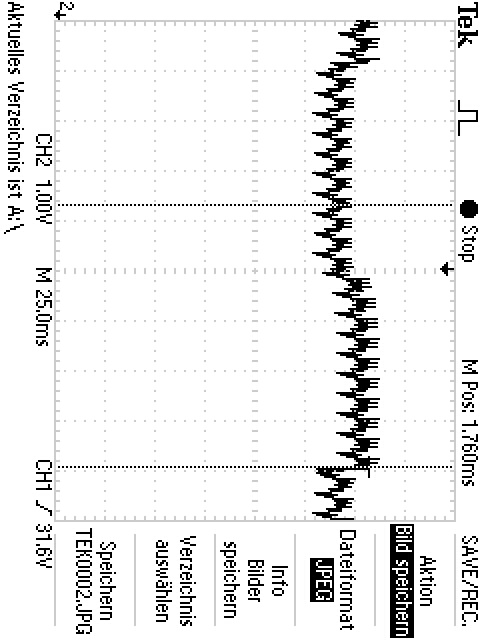 Tek
Stop
M Pos: 1.760ms
SAVE/REC.
Aktion
Bild speichern
Dateiformat
JPEG
Info
Bilder
speichern
Verzeichnis
auswählen
Speichern
TEK0002.JPG
2
CH2 1.00V
M 25.0ms
CH1 / 31.6V
Aktuelles Verzeichnis ist A:\